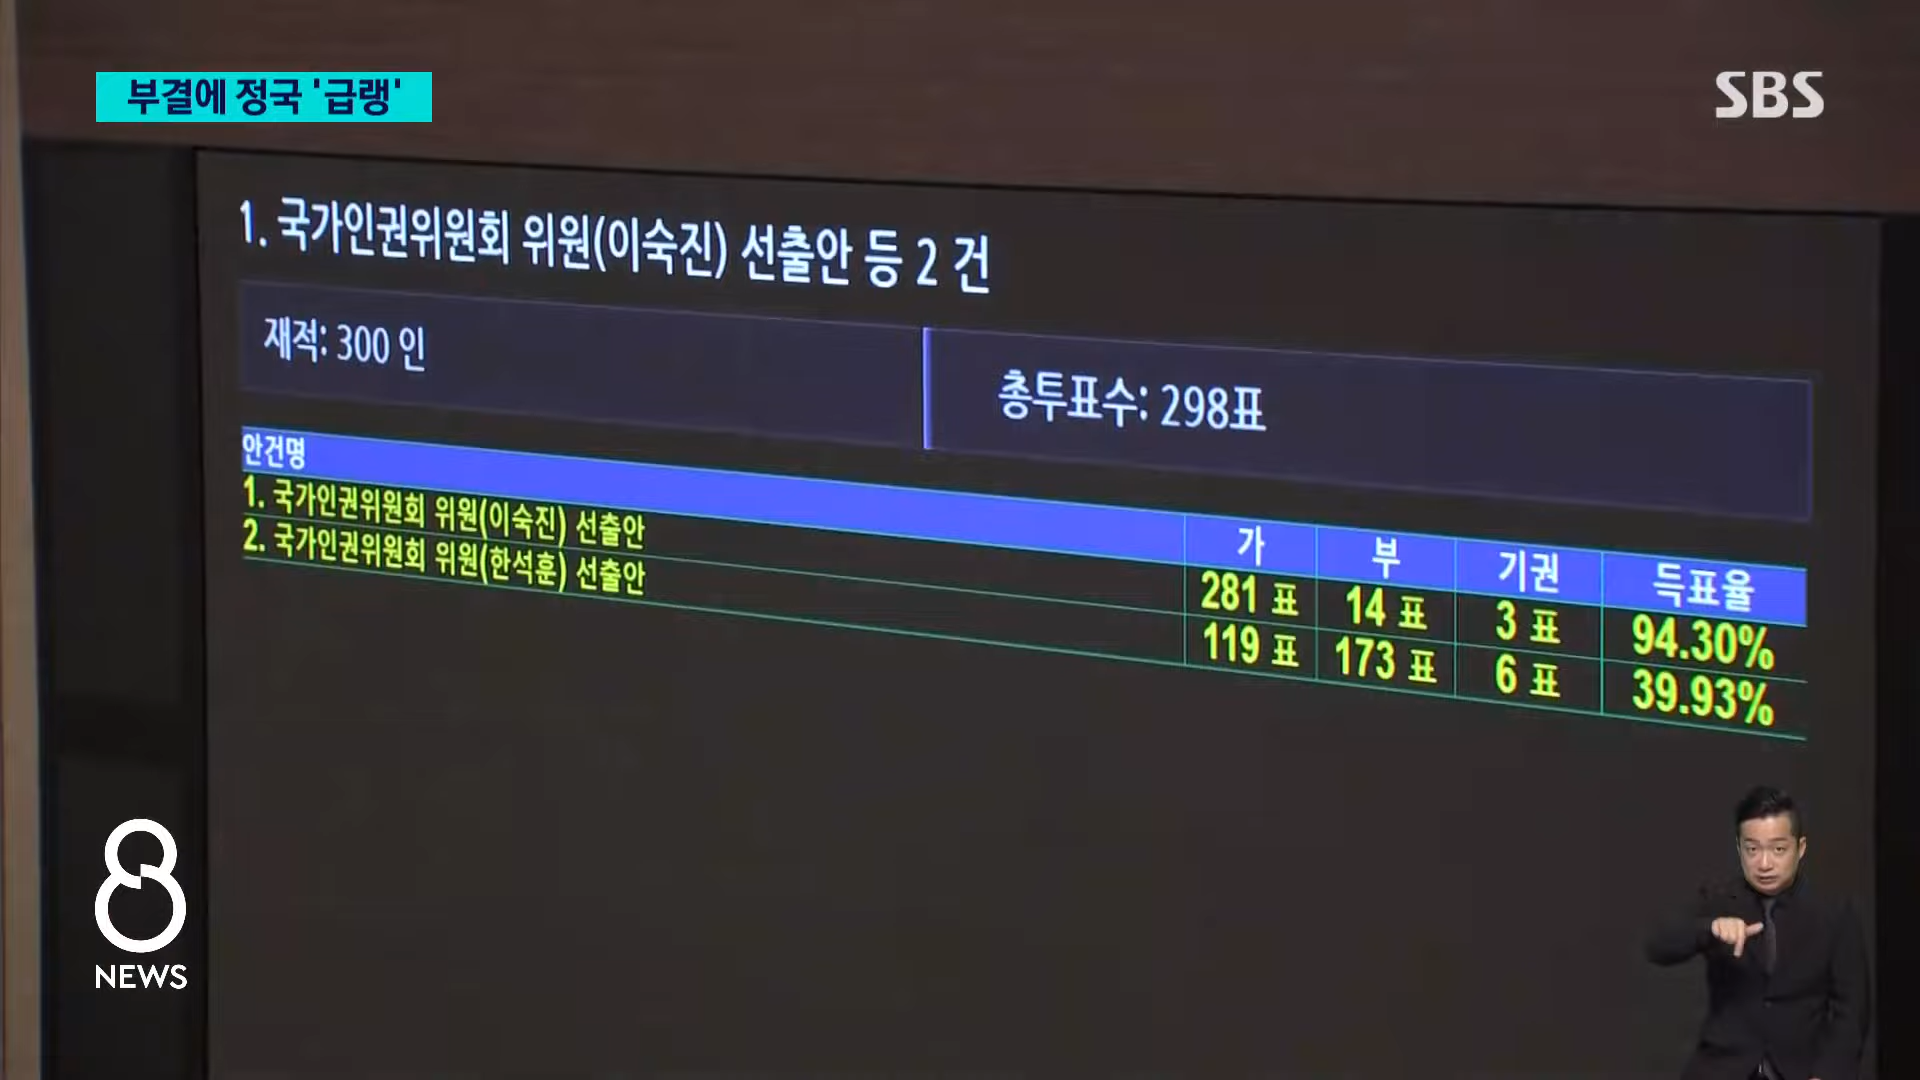 부결에 정국 '급랭'
SBS
1. 국가인권위원회 위원(이숙진) 선출안 등 2 건
재적: 300 인
총투표수: 298표
안건명 가 부 기권 득표율
1. 국가인권위원회 위원(이숙진) 선출안 281 표 14 표 3 표 94.30%
2. 국가인권위원회 위원(한석훈) 선출안 119 표 173 표 6 표 39.93%
8
NEWS